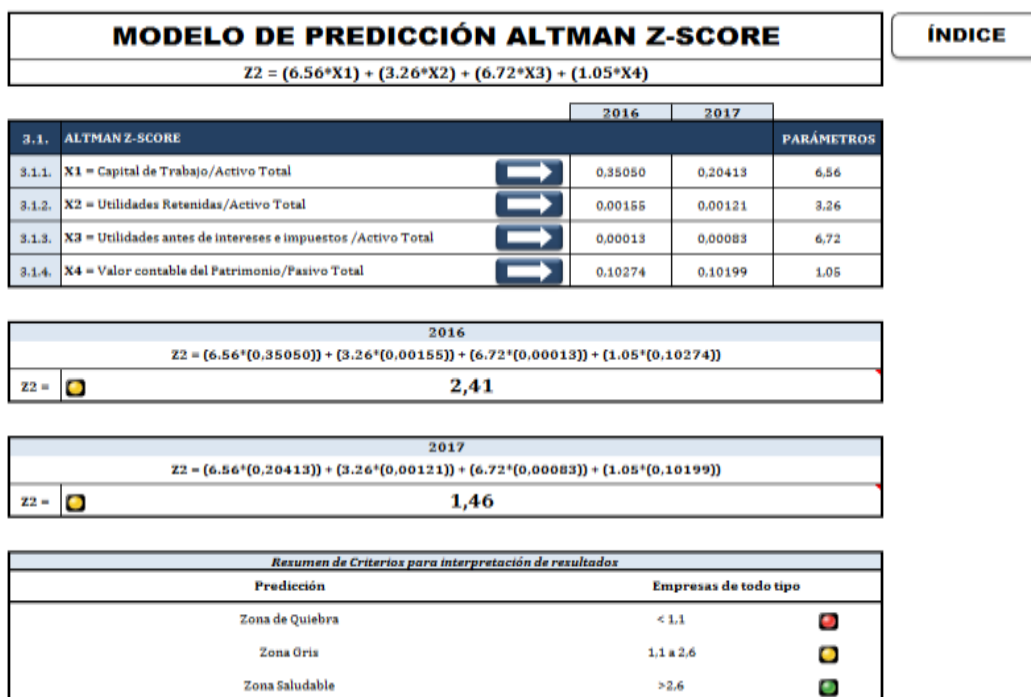 MODELO DE PREDICCIÓN ALTMAN Z-SCORE
ÍNDICE
Z2 = (6.56*X1) + (3.26*X2) + (6.72*X3) + (1.05*X4)
2016 2017
3.1. ALTMAN Z-SCORE PARÁMETROS
3.1.1. X1 = Capital de Trabajo/Activo Total 0,35050 0,20413 6,56
3.1.2. X2 = Utilidades Retenidas/Activo Total 0,00155 0,00121 3,26
3.1.3. X3 = Utilidades antes de intereses e impuestos /Activo Total 0,00013 0,00083 6,72
3.1.4. X4 = Valor contable del Patrimonio/Pasivo Total 0,10274 0,10199 1,05
2016
Z2 = (6.56*(0,35050)) + (3.26*(0,00155)) + (6.72*(0,00013)) + (1.05*(0,10274))
Z2 = 2,41
2017
Z2 = (6.56*(0,20413)) + (3.26*(0,00121)) + (6.72*(0,00083)) + (1.05*(0,10199))
Z2 = 1,46
Resumen de Criterios para interpretación de resultados
Predicción Empresas de todo tipo
Zona de Quiebra < 1,1
Zona Gris 1,1 a 2,6
Zona Saludable >2,6